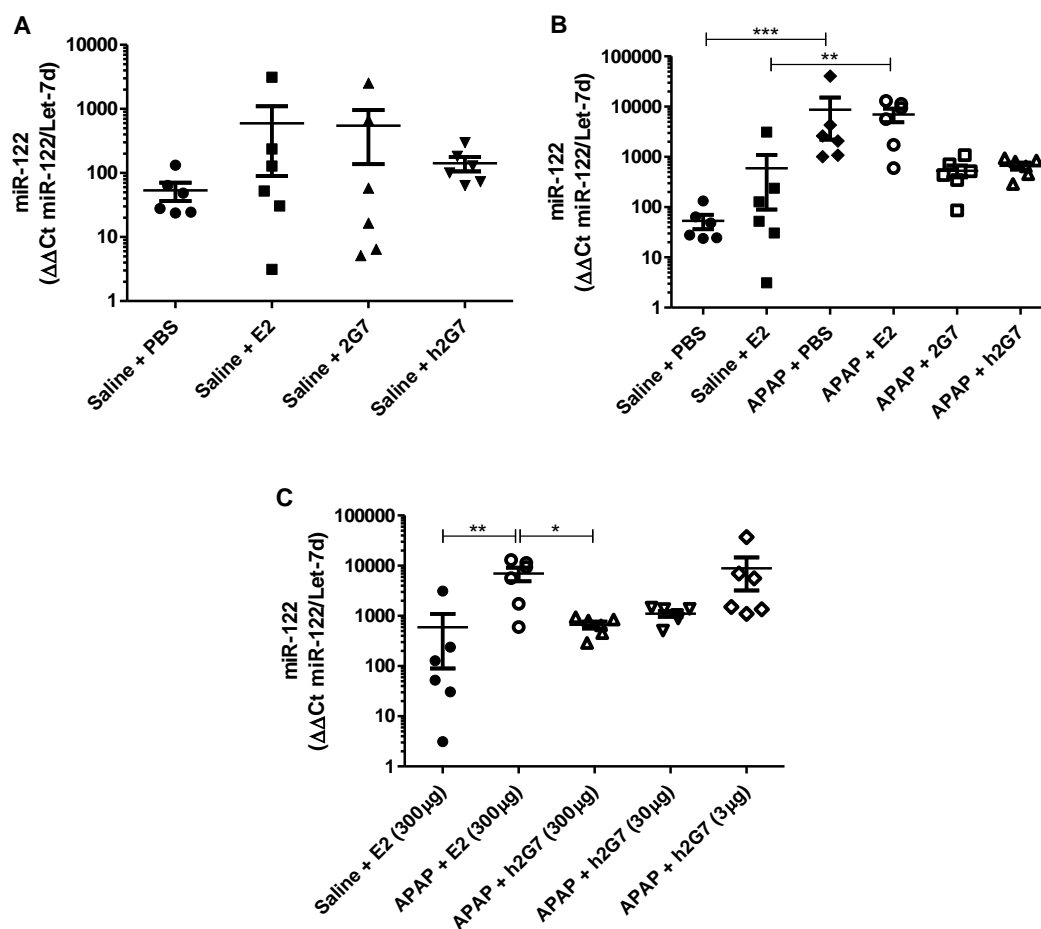 A
miR-122
(ΔΔCt miR-122/Let-7d)
10000
1000
100
10
1
Saline + PBS
Saline + E2
Saline + 2G7
Saline + h2G7
B
miR-122
(ΔΔCt miR-122/Let-7d)
100000
10000
1000
100
10
1
***
**
Saline + PBS
Saline + E2
APAP + PBS
APAP + E2
APAP + 2G7
APAP + h2G7
C
miR-122
(ΔΔCt miR-122/Let-7d)
100000
10000
1000
100
10
1
**
*
Saline + E2 (300μg)
APAP + E2 (300μg)
APAP + h2G7 (300μg)
APAP + h2G7 (30μg)
APAP + h2G7 (3μg)